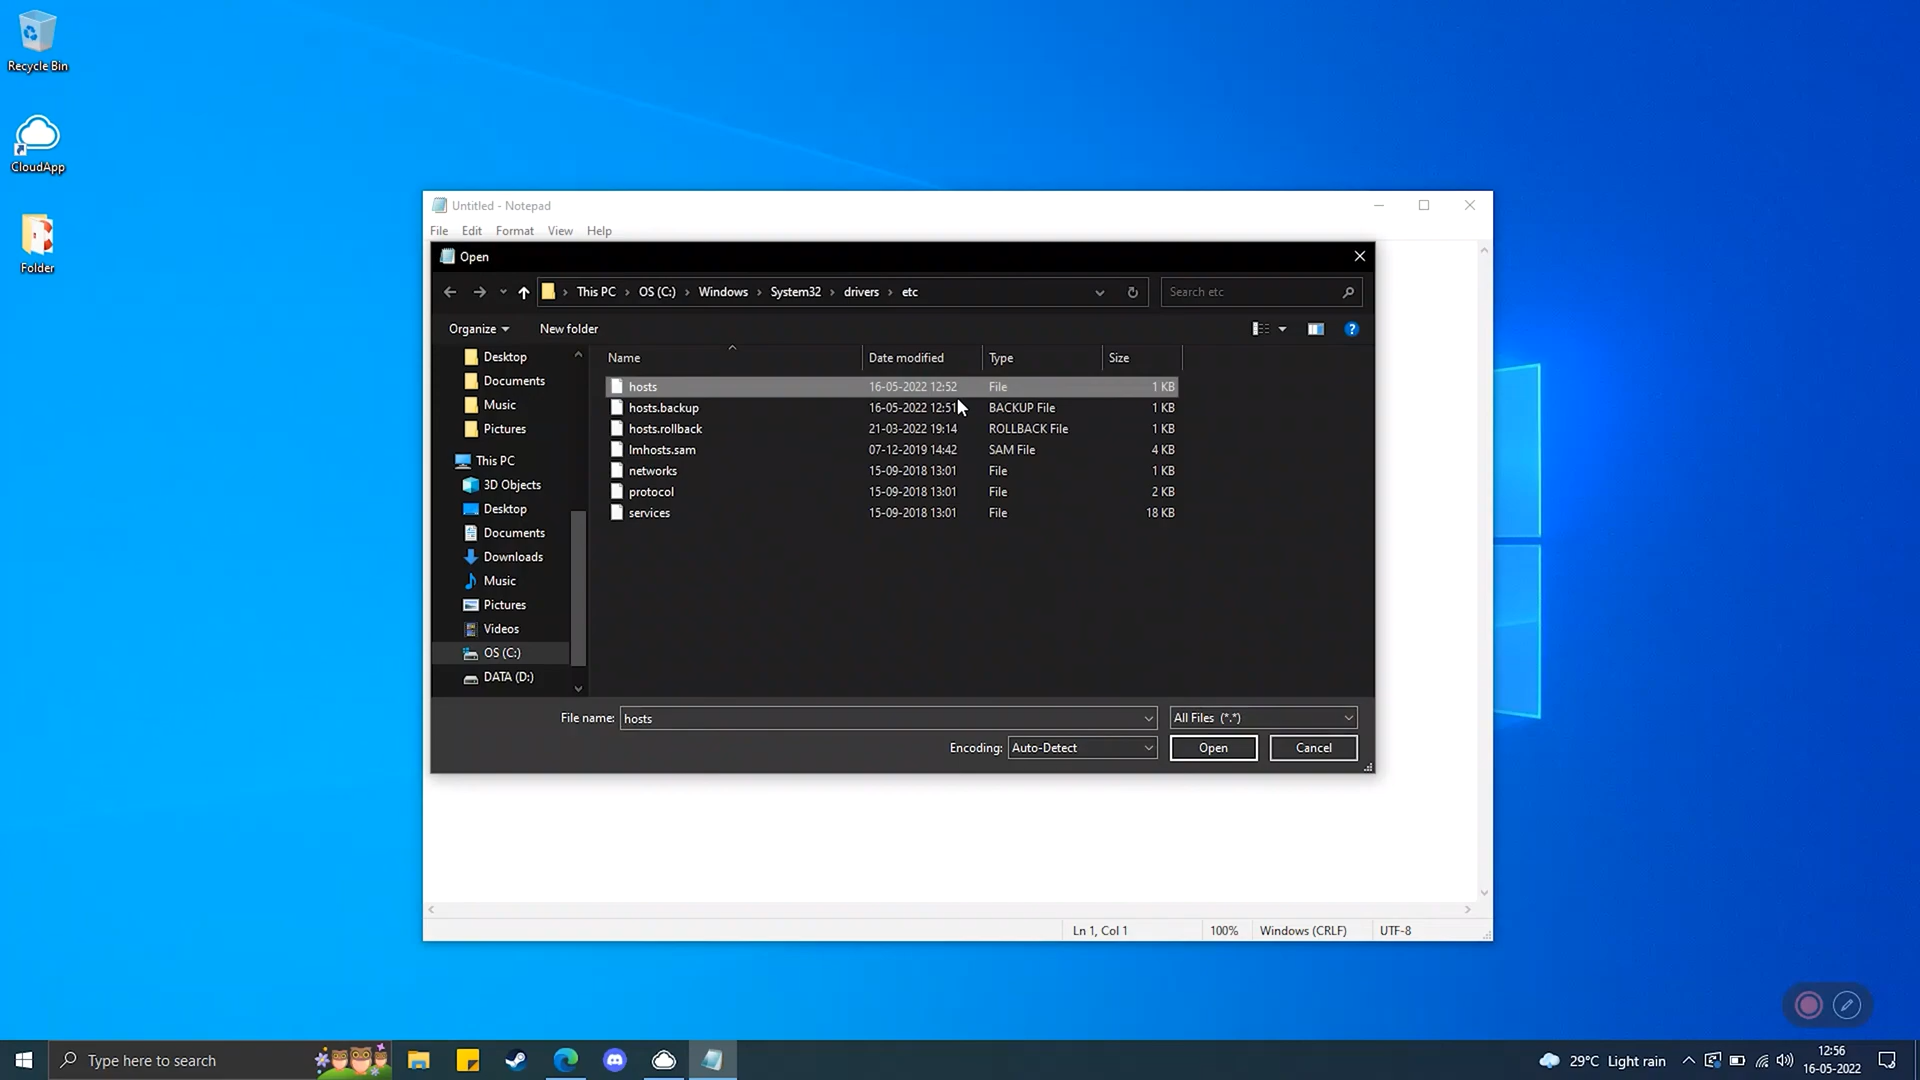 Recycle Bin
CloudApp
Folder
Untitled - Notepad
File Edit Format View Help
Open
This PC OS (C:) Windows System32 drivers etc
Search etc
Organize New folder
Desktop
Documents
Music
Pictures
This PC
3D Objects
Desktop
Documents
Downloads
Music
Pictures
Videos
OS (C:)
DATA (D:)
Name Date modified Type Size
hosts 16-05-2022 12:52 File 1 KB
hosts.backup 16-05-2022 12:51 BACKUP File 1 KB
hosts.rollback 21-03-2022 19:14 ROLLBACK File 1 KB
lmhosts.sam 07-12-2019 14:42 SAM File 4 KB
networks 15-09-2018 13:01 File 1 KB
protocol 15-09-2018 13:01 File 2 KB
services 15-09-2018 13:01 File 18 KB
File name: hosts All Files (*.*)
Encoding: Auto-Detect Open Cancel
Ln 1, Col 1 100% Windows (CRLF) UTF-8
Type here to search
29°C Light rain
12:56
16-05-2022